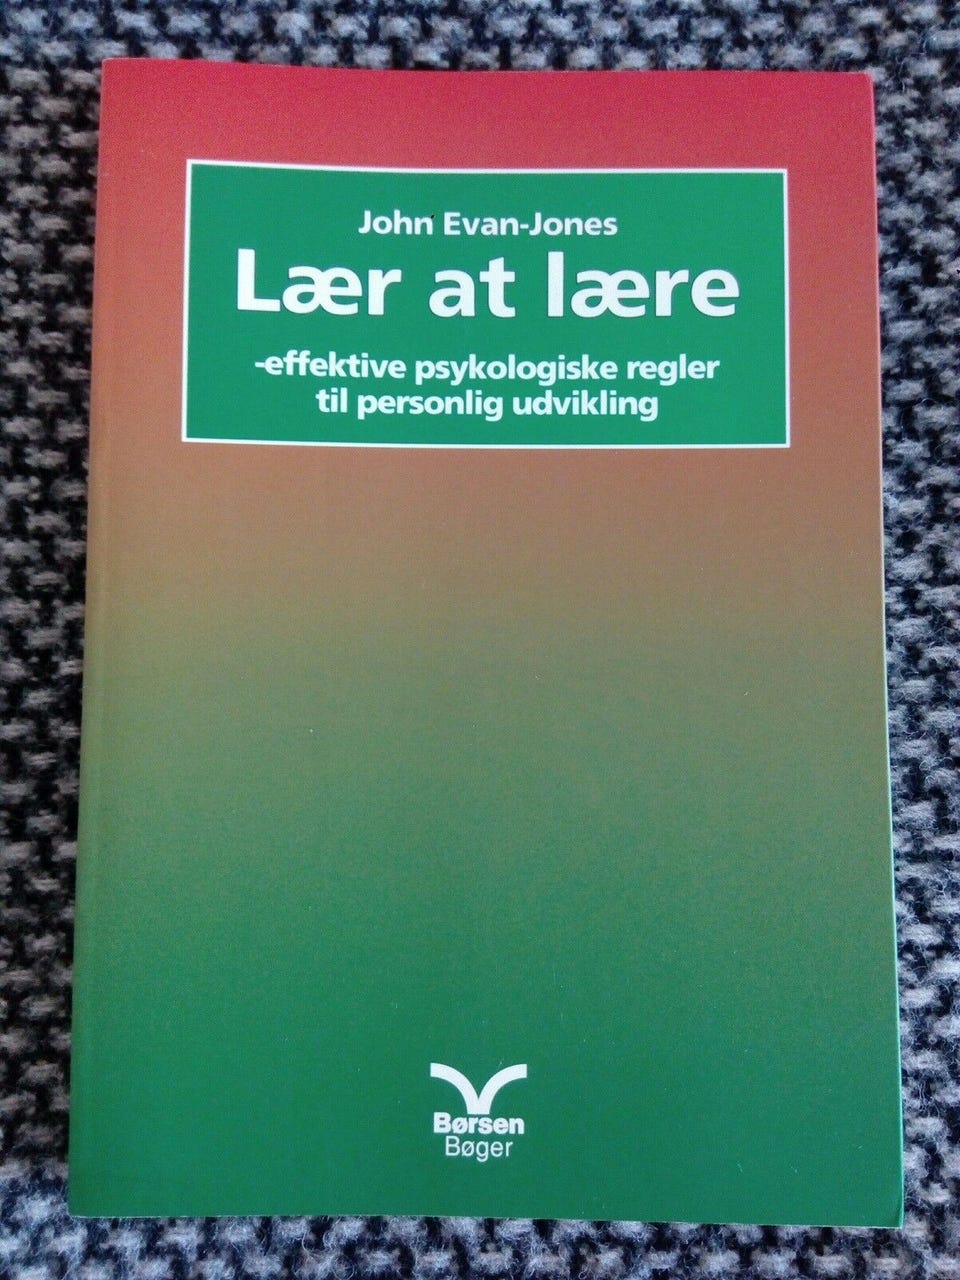 John Evan-Jones
Lær at lære
-effektive psykologiske regler
til personlig udvikling
Børsen
Bøger